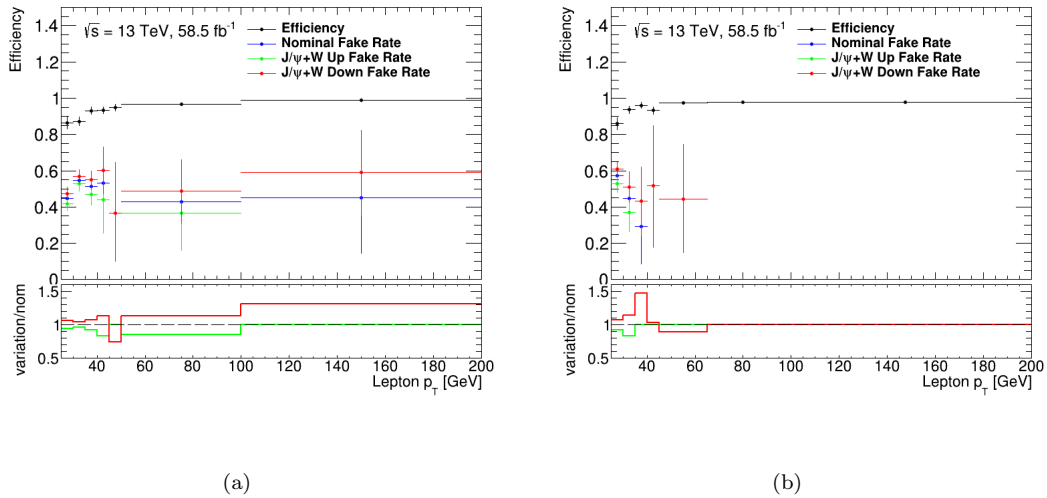 Efficiency
√s = 13 TeV, 58.5 fb⁻¹
Efficiency
Nominal Fake Rate
J/ψ+W Up Fake Rate
J/ψ+W Down Fake Rate
1.4
1.2
1
0.8
0.6
0.4
0.2
0
variation/nom
1.5
1
0.5
40 60 80 100 120 140 160 180 200
Lepton p_T [GeV]
(a)
Efficiency
√s = 13 TeV, 58.5 fb⁻¹
Efficiency
Nominal Fake Rate
J/ψ+W Up Fake Rate
J/ψ+W Down Fake Rate
1.4
1.2
1
0.8
0.6
0.4
0.2
0
variation/nom
1.5
1
0.5
40 60 80 100 120 140 160 180 200
Lepton p_T [GeV]
(b)